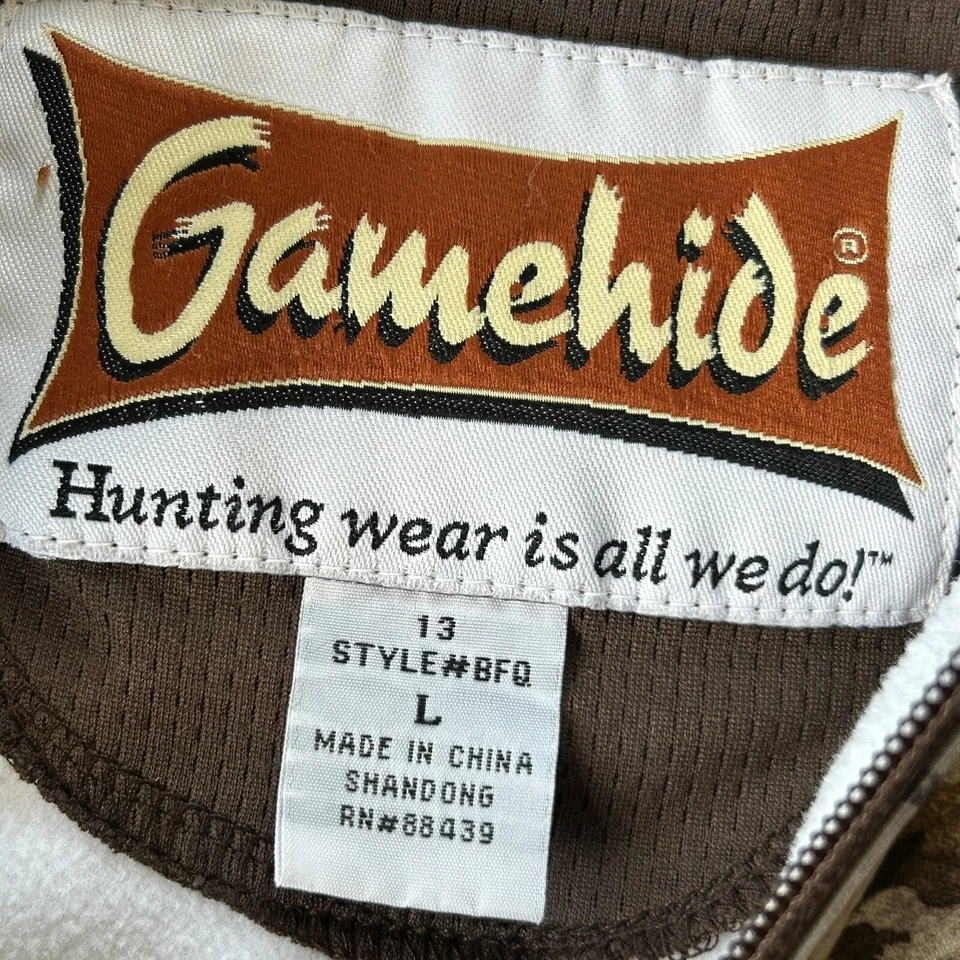 Gamehide®
Hunting wear is all we do!™
13
STYLE#BFQ
L
MADE IN CHINA
SHANDONG
RN#88439